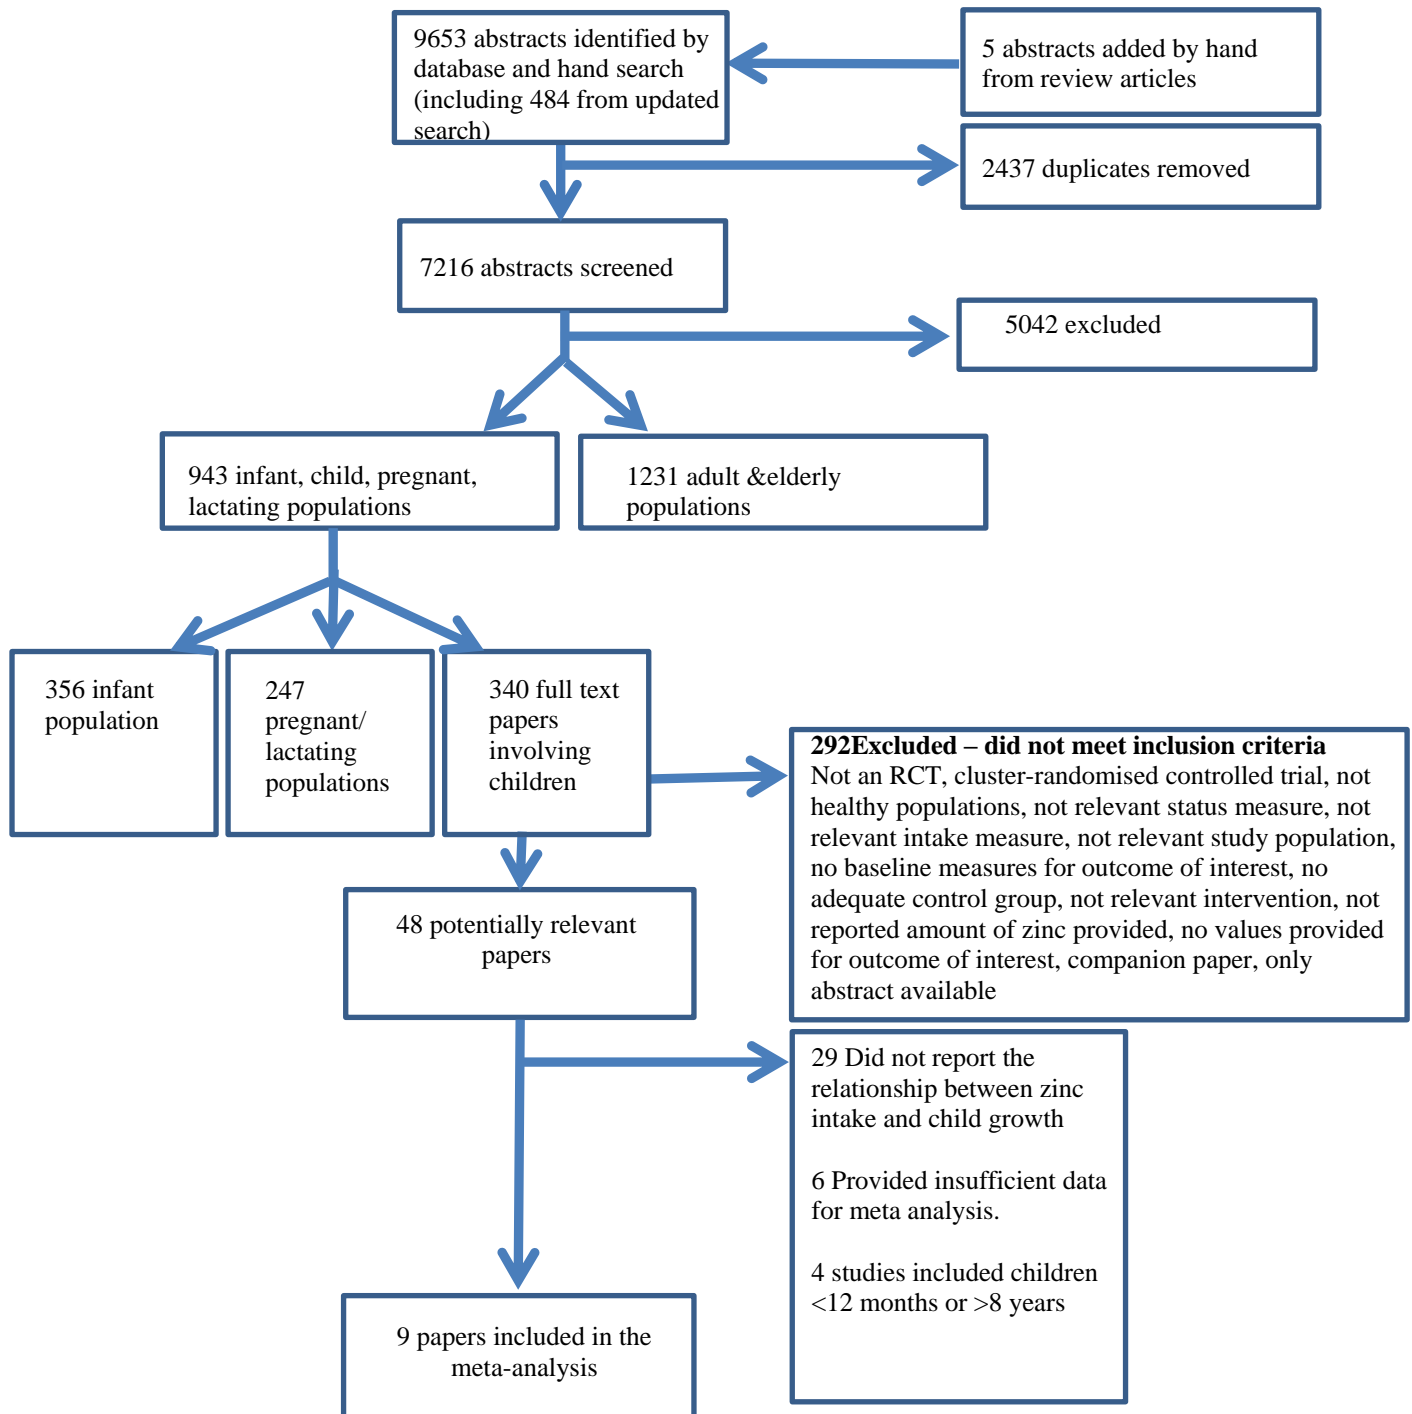 9653 abstracts identified by
database and hand search
(including 484 from updated
search)
5 abstracts added by hand
from review articles
2437 duplicates removed
7216 abstracts screened
5042 excluded
943 infant, child, pregnant,
lactating populations
1231 adult &elderly
populations
356 infant
population
247
pregnant/
lactating
populations
340 full text
papers
involving
children
292Excluded – did not meet inclusion criteria
Not an RCT, cluster-randomised controlled trial, not
healthy populations, not relevant status measure, not
relevant intake measure, not relevant study population,
no baseline measures for outcome of interest, no
adequate control group, not relevant intervention, not
reported amount of zinc provided, no values provided
for outcome of interest, companion paper, only
abstract available
48 potentially relevant
papers
29 Did not report the
relationship between zinc
intake and child growth
6 Provided insufficient data
for meta analysis.
4 studies included children
<12 months or >8 years
9 papers included in the
meta-analysis